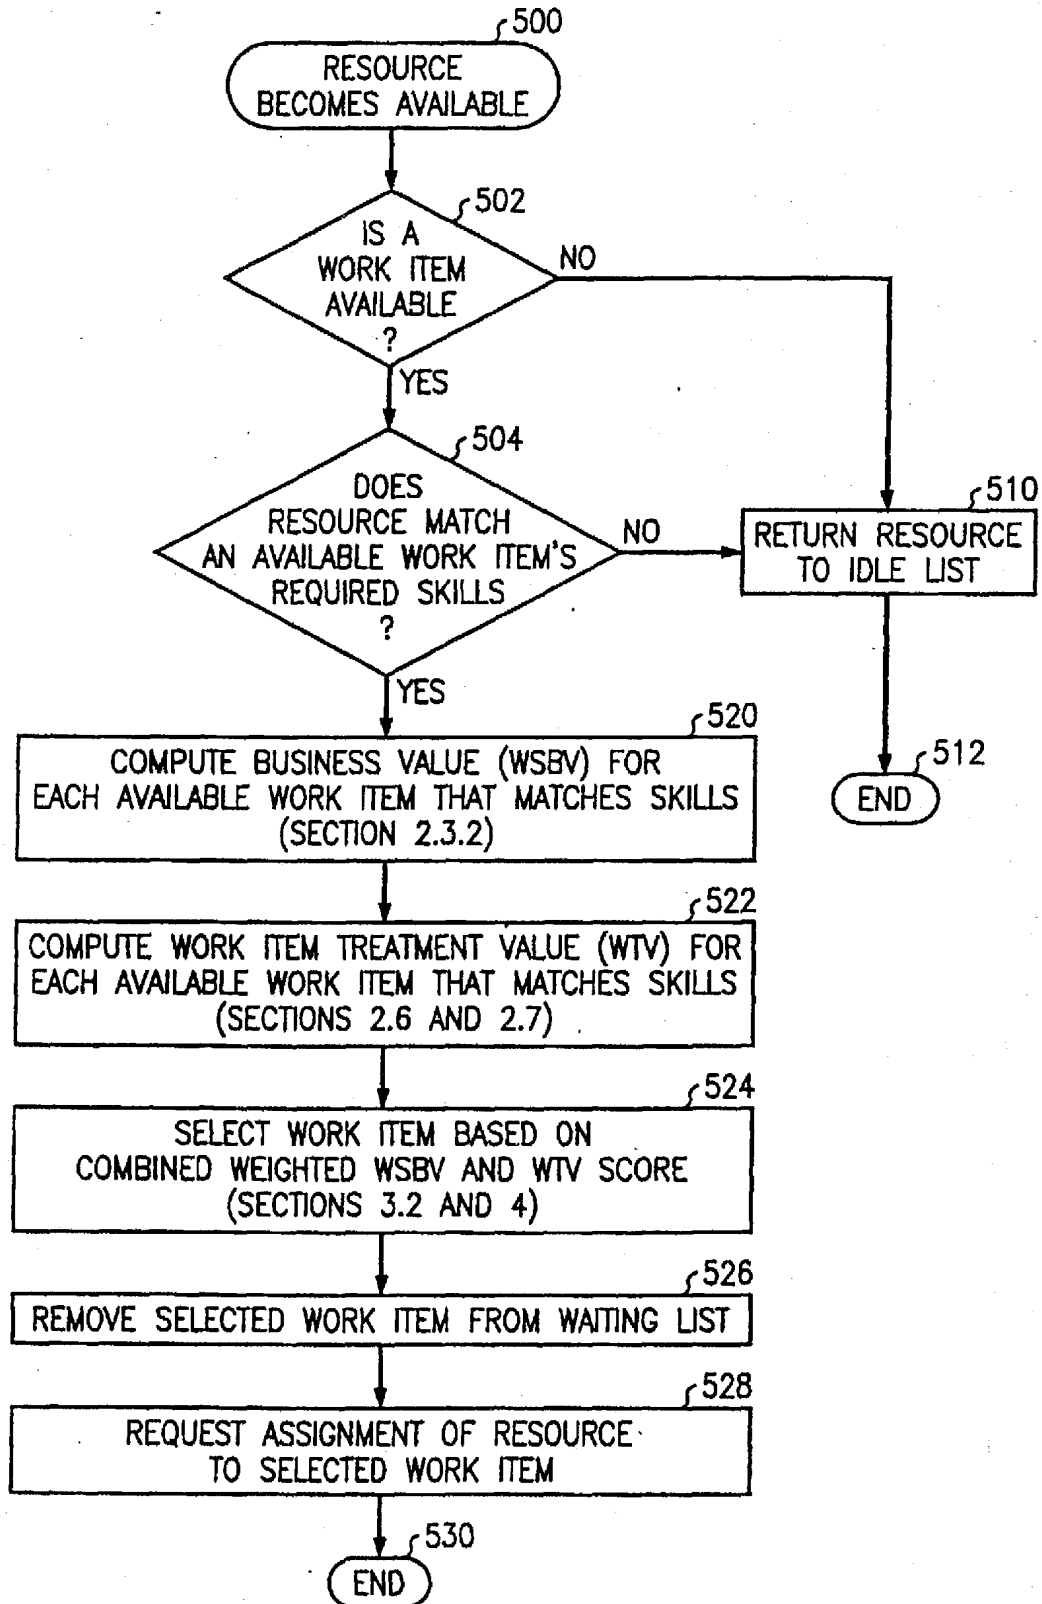 500
RESOURCE
BECOMES AVAILABLE
502
IS A
WORK ITEM
AVAILABLE
?
NO
YES
504
DOES
RESOURCE MATCH
AN AVAILABLE WORK ITEM'S
REQUIRED SKILLS
?
NO
510
RETURN RESOURCE
TO IDLE LIST
YES
512
END
520
COMPUTE BUSINESS VALUE (WSBV) FOR
EACH AVAILABLE WORK ITEM THAT MATCHES SKILLS
(SECTION 2.3.2)
522
COMPUTE WORK ITEM TREATMENT VALUE (WTV) FOR
EACH AVAILABLE WORK ITEM THAT MATCHES SKILLS
(SECTIONS 2.6 AND 2.7)
524
SELECT WORK ITEM BASED ON
COMBINED WEIGHTED WSBV AND WTV SCORE
(SECTIONS 3.2 AND 4)
526
REMOVE SELECTED WORK ITEM FROM WAITING LIST
528
REQUEST ASSIGNMENT OF RESOURCE
TO SELECTED WORK ITEM
530
END